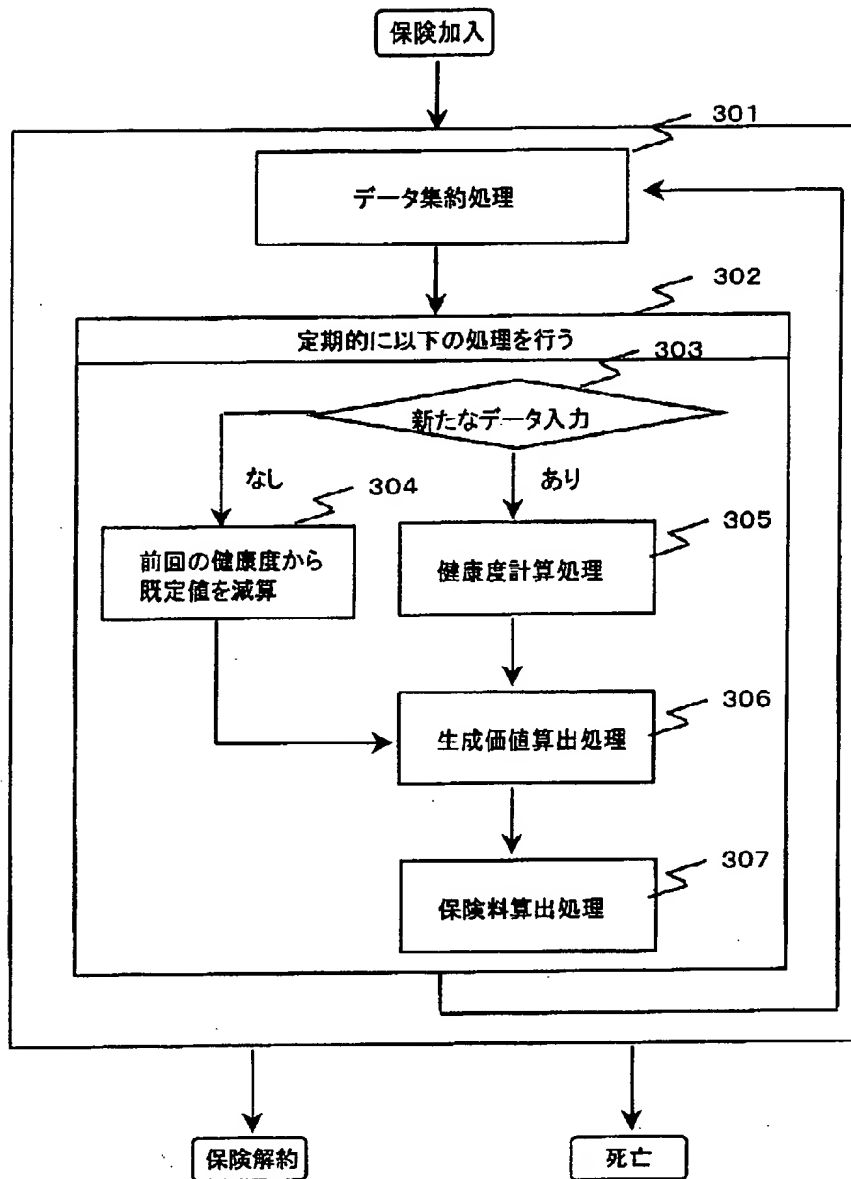 保険加入
301
データ集約処理
302
定期的に以下の処理を行う
303
新たなデータ入力
なし
304
あり
305
前回の健康度から
既定値を減算
健康度計算処理
306
生成価値算出処理
307
保険料算出処理
保険解約
死亡